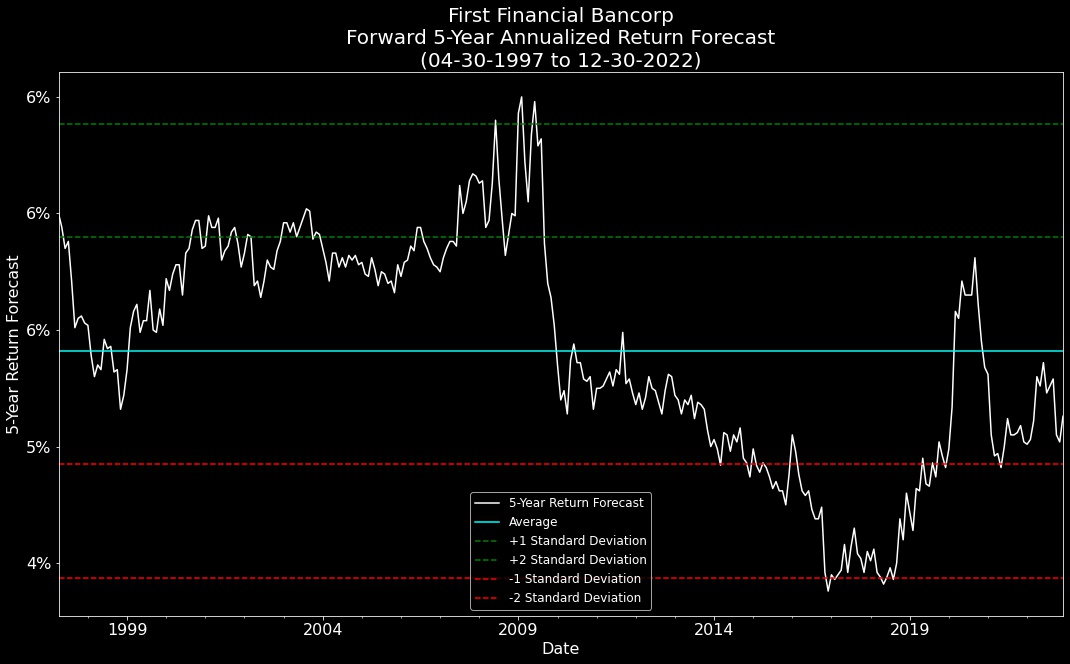 First Financial Bancorp
Forward 5-Year Annualized Return Forecast
(04-30-1997 to 12-30-2022)
6%
6%
6%
5%
4%
5-Year Return Forecast
5-Year Return Forecast
Average
+1 Standard Deviation
+2 Standard Deviation
-1 Standard Deviation
-2 Standard Deviation
1999 2004 2009 2014 2019
Date